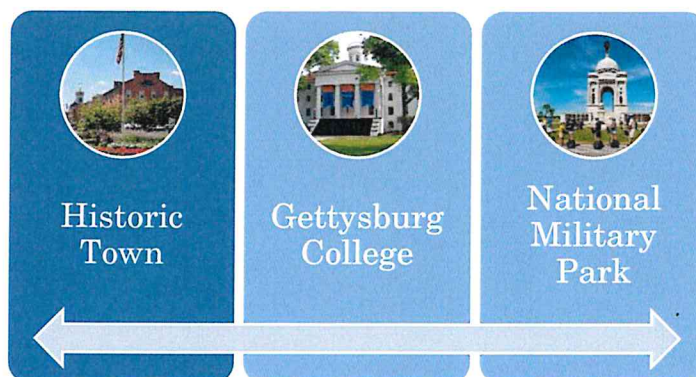 Historic
Town
Gettysburg
College
National
Military
Park